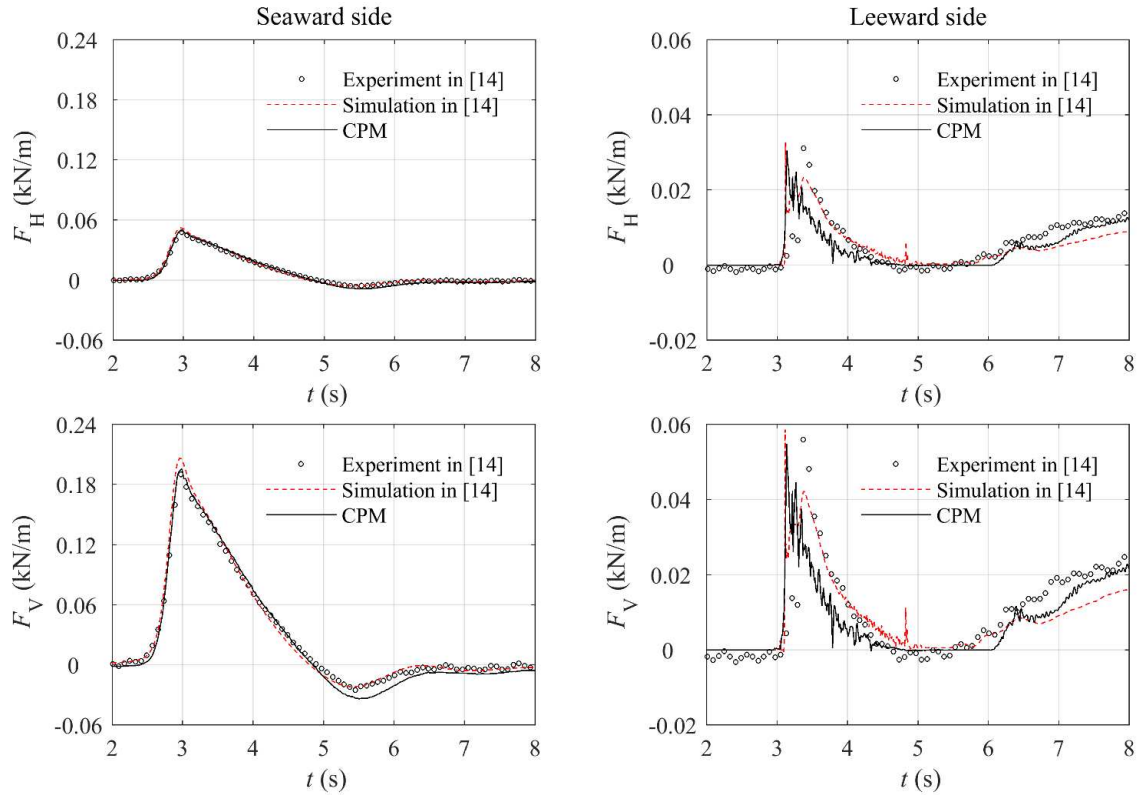 Seaward side
0.24
0.18
0.12
0.06
0
-0.06
F_H (kN/m)
Experiment in [14]
Simulation in [14]
CPM
2 3 4 5 6 7 8
t (s)
Leeward side
0.06
0.04
0.02
0
-0.02
F_H (kN/m)
Experiment in [14]
Simulation in [14]
CPM
2 3 4 5 6 7 8
t (s)
0.24
0.18
0.12
0.06
0
-0.06
F_V (kN/m)
Experiment in [14]
Simulation in [14]
CPM
2 3 4 5 6 7 8
t (s)
0.06
0.04
0.02
0
-0.02
F_V (kN/m)
Experiment in [14]
Simulation in [14]
CPM
2 3 4 5 6 7 8
t (s)